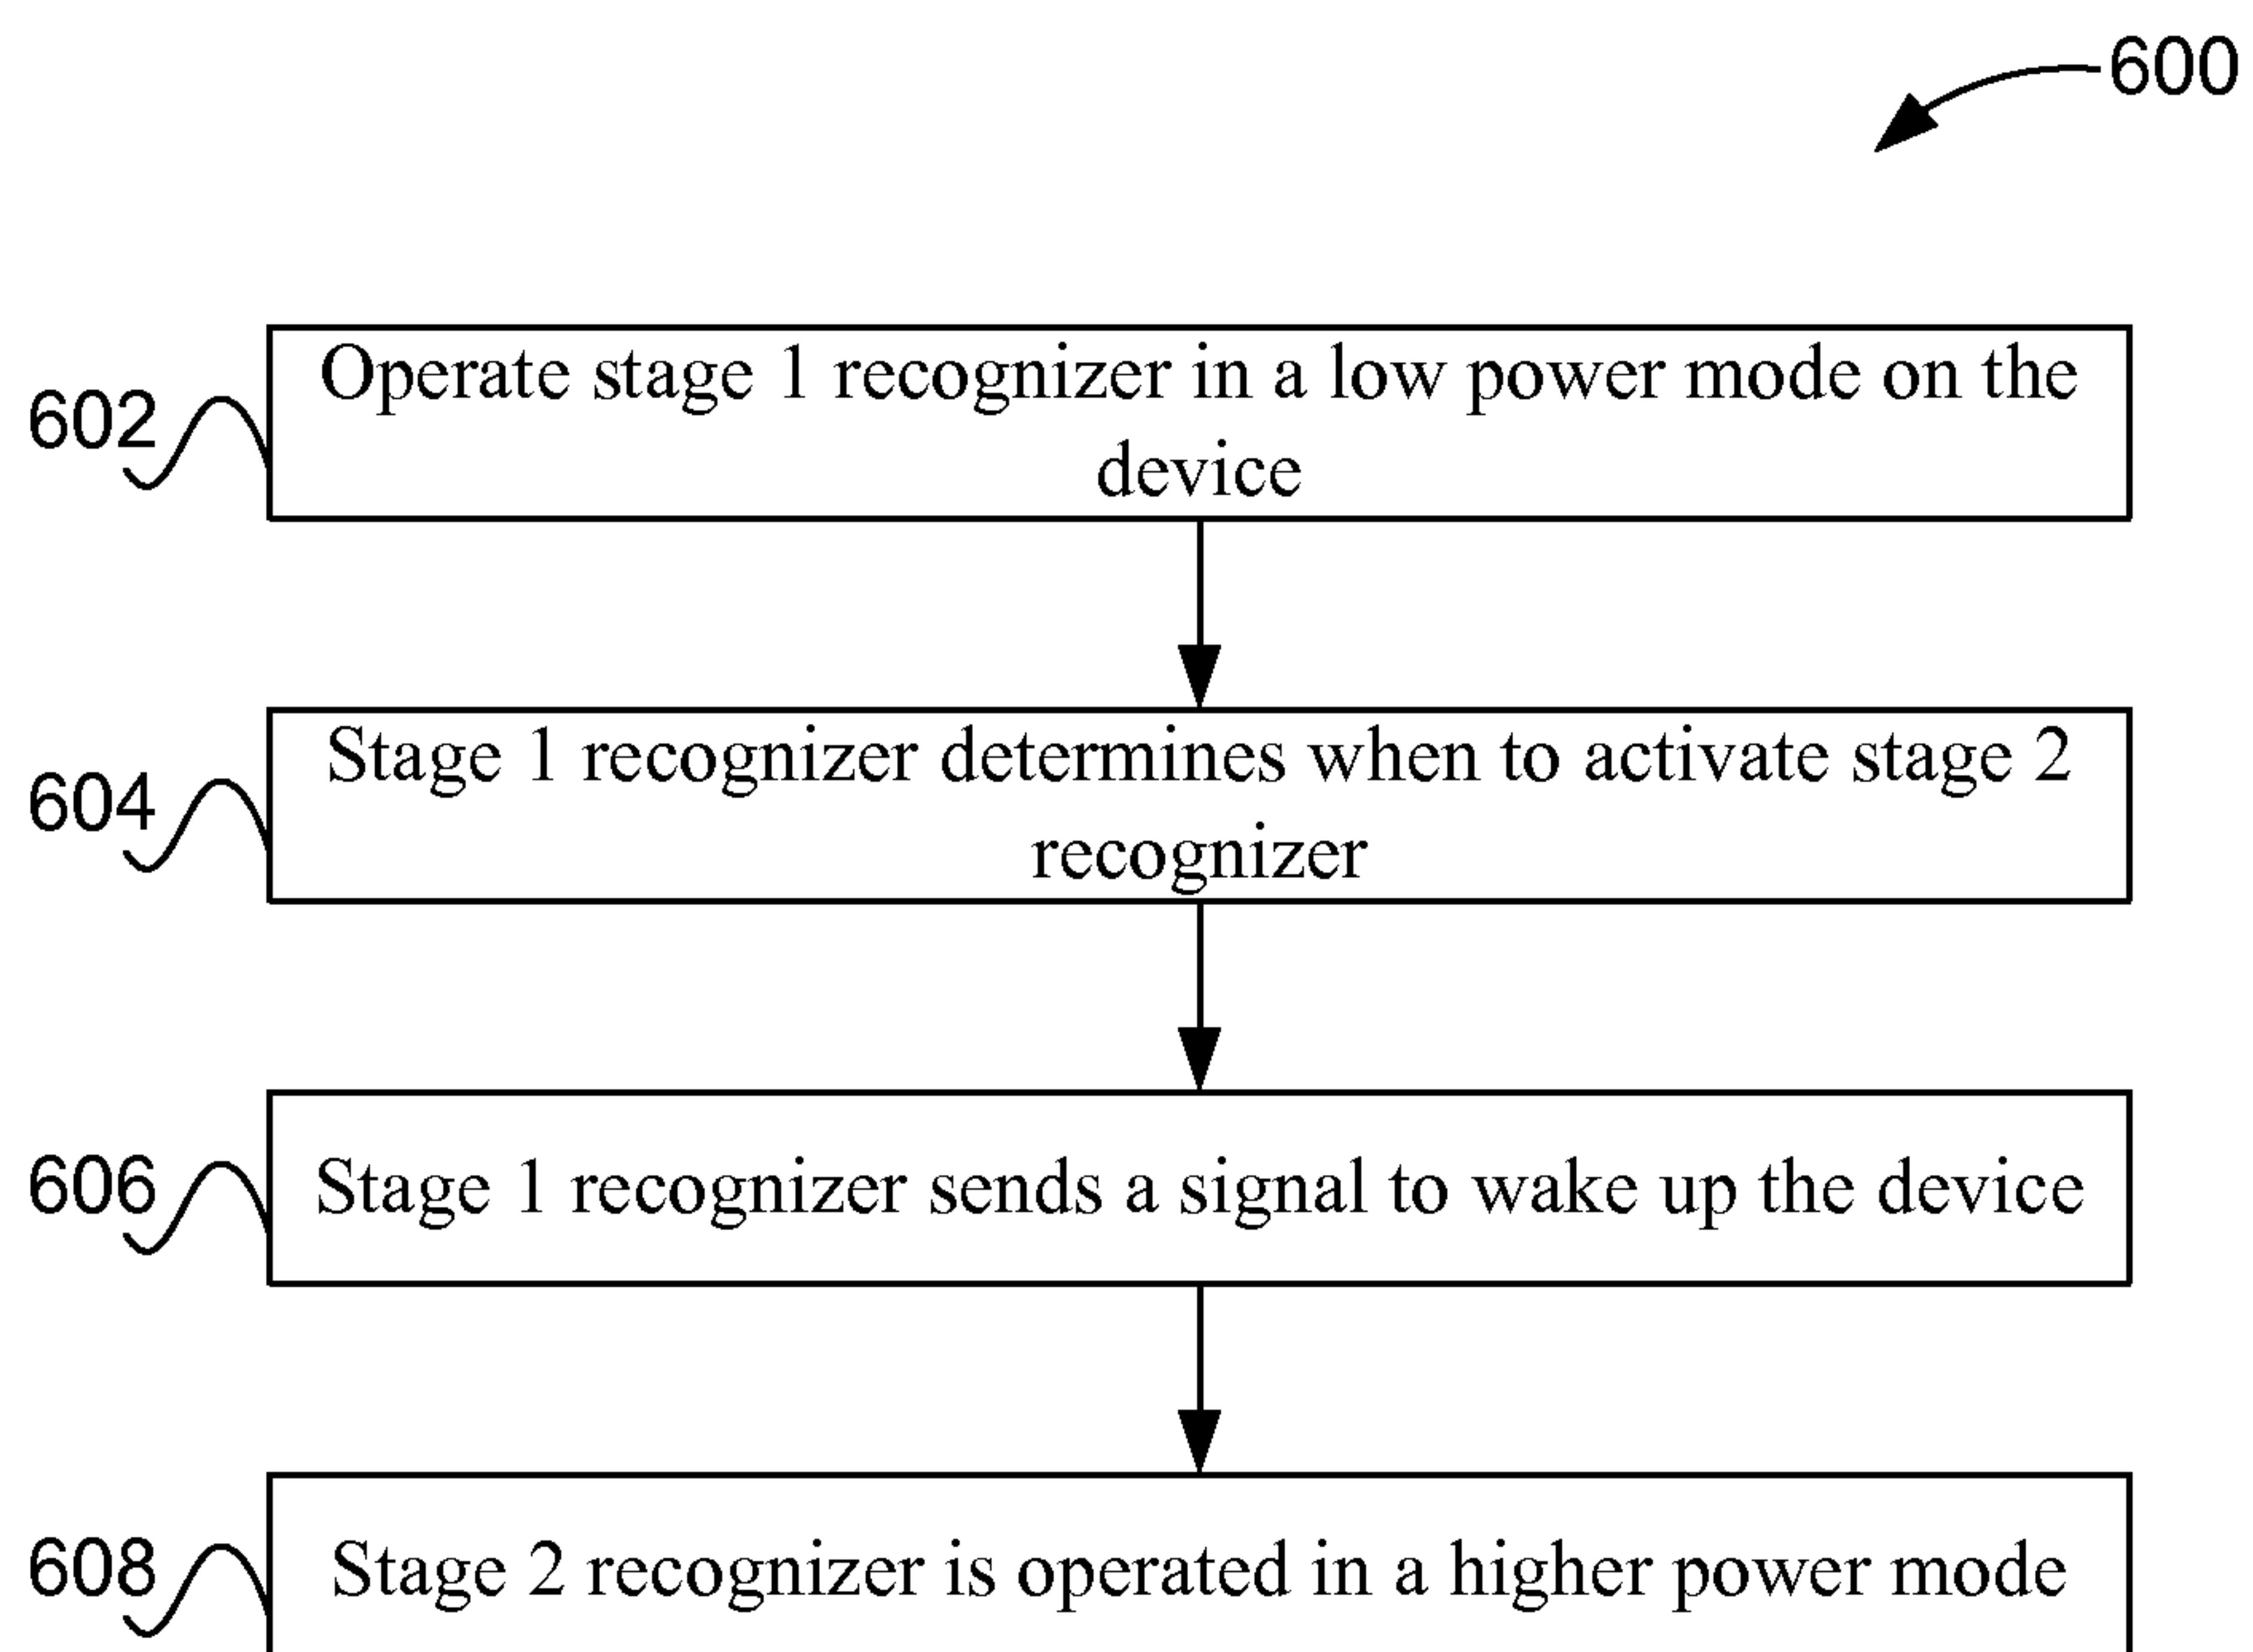 600
602
Operate stage 1 recognizer in a low power mode on the
device
604
Stage 1 recognizer determines when to activate stage 2
recognizer
606
Stage 1 recognizer sends a signal to wake up the device
608
Stage 2 recognizer is operated in a higher power mode